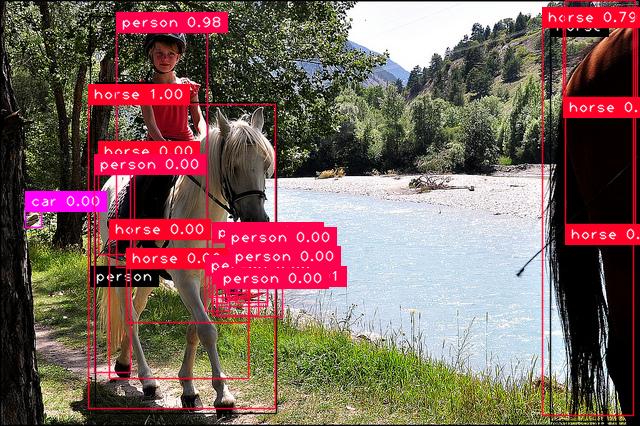 person 0.98
horse 0.79
horse 1.00
horse 0.
horse 0.00
person 0.00
car 0.00
horse 0.00
person 0.00
horse 0.
person 0.00
horse 0.0
person
person 0.00